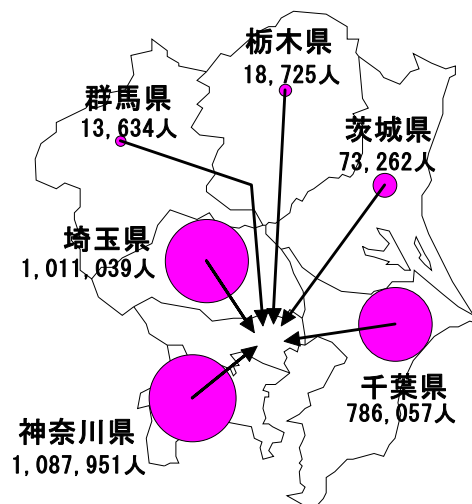 栃木県
18,725人
群馬県
13,634人
茨城県
73,262人
埼玉県
1,011,039人
千葉県
786,057人
神奈川県
1,087,951人